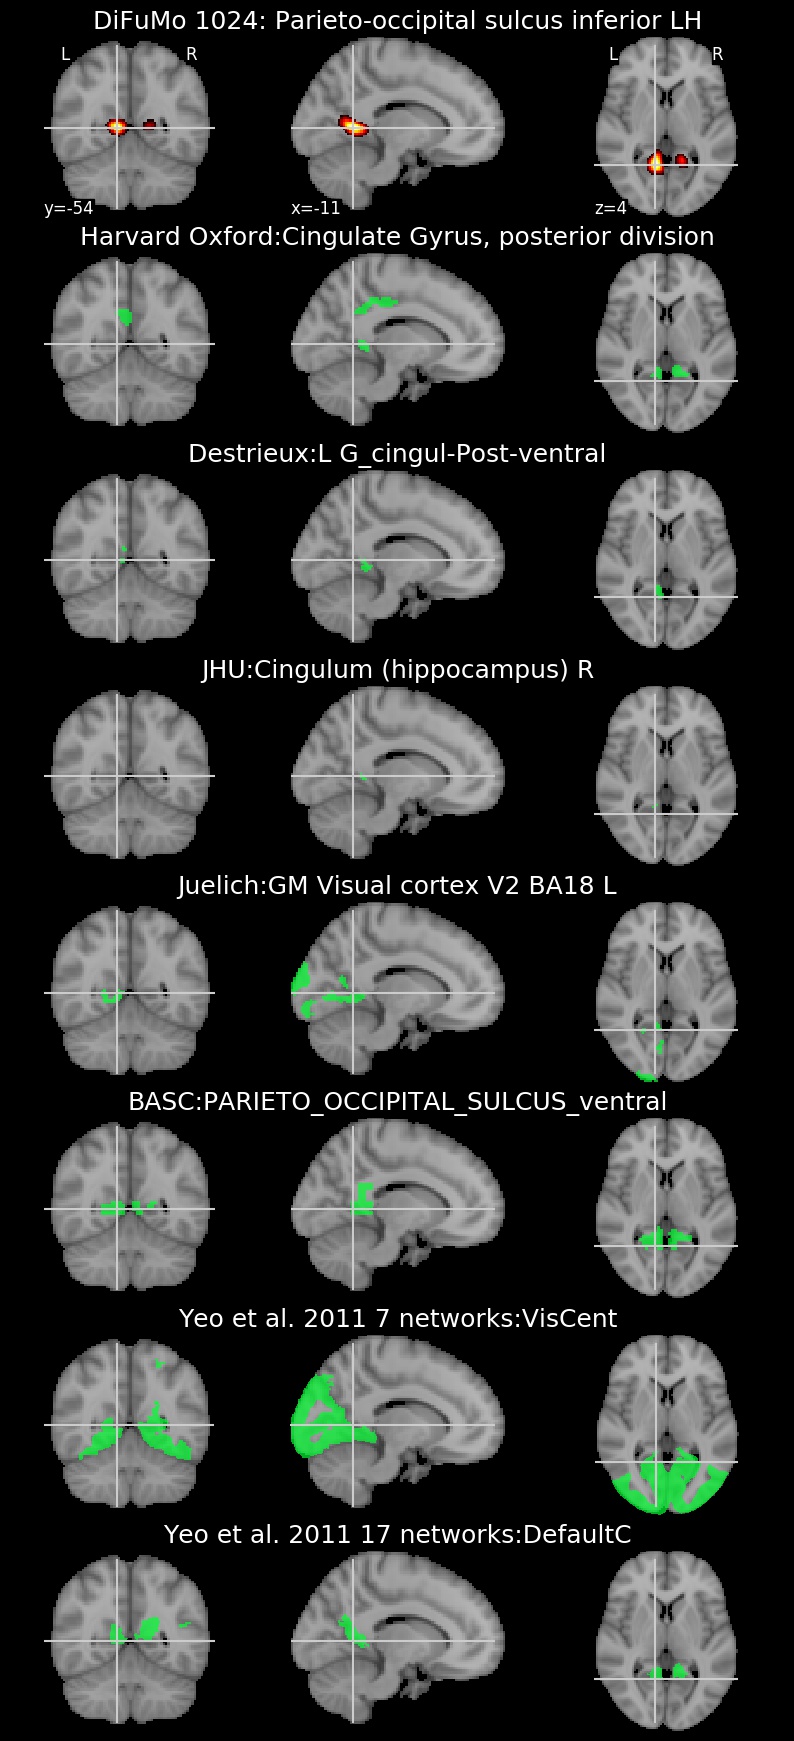 DiFuMo 1024: Parieto-occipital sulcus inferior LH
L R L R
y=-54 x=-11 z=4
Harvard Oxford:Cingulate Gyrus, posterior division
Destrieux:L G_cingul-Post-ventral
JHU:Cingulum (hippocampus) R
Juelich:GM Visual cortex V2 BA18 L
BASC:PARIETO_OCCIPITAL_SULCUS_ventral
Yeo et al. 2011 7 networks:VisCent
Yeo et al. 2011 17 networks:DefaultC